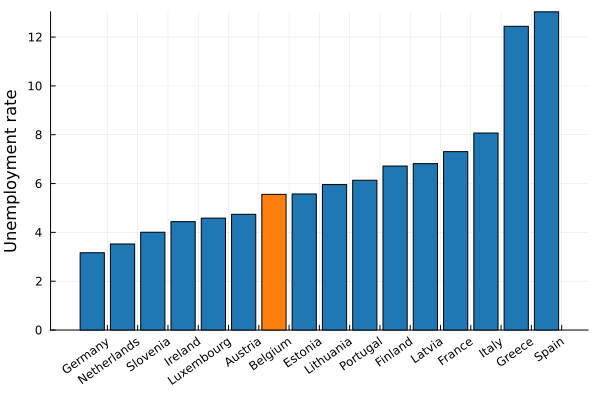 Unemployment rate
12
10
8
6
4
2
0
Germany
Netherlands
Slovenia
Ireland
Luxembourg
Austria
Belgium
Estonia
Lithuania
Portugal
Finland
Latvia
France
Italy
Greece
Spain